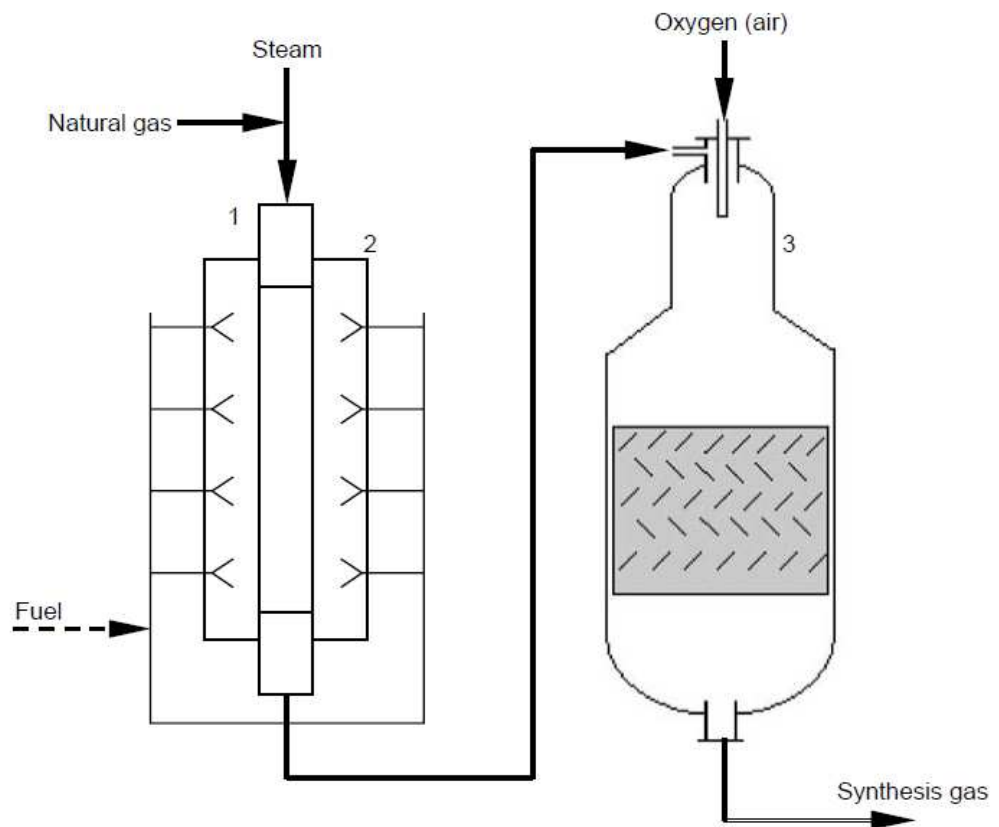 Oxygen (air)
Steam
Natural gas
1
2
3
Fuel
Synthesis gas